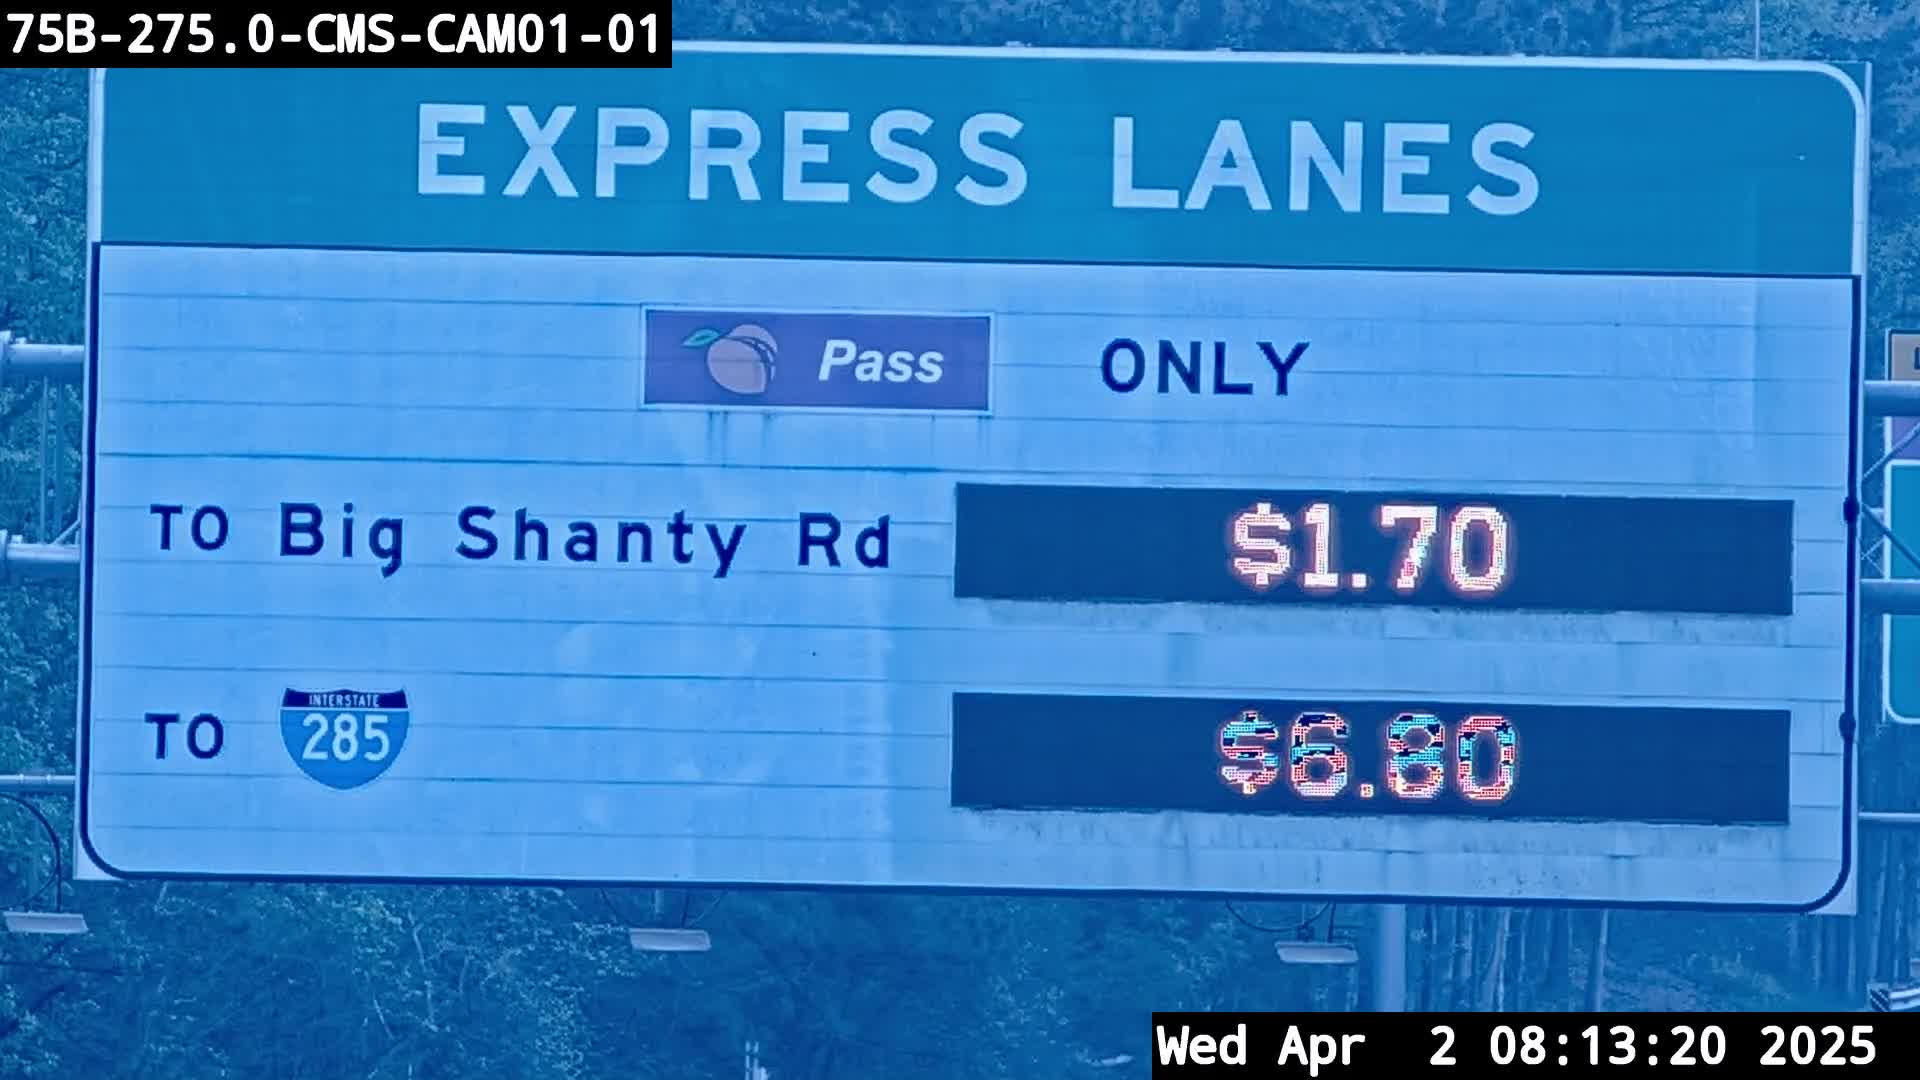 75B-275.0-CMS-CAM01-01
EXPRESS LANES
Pass ONLY
TO Big Shanty Rd $1.70
TO INTERSTATE 285 $6.80
Wed Apr 2 08:13:20 2025